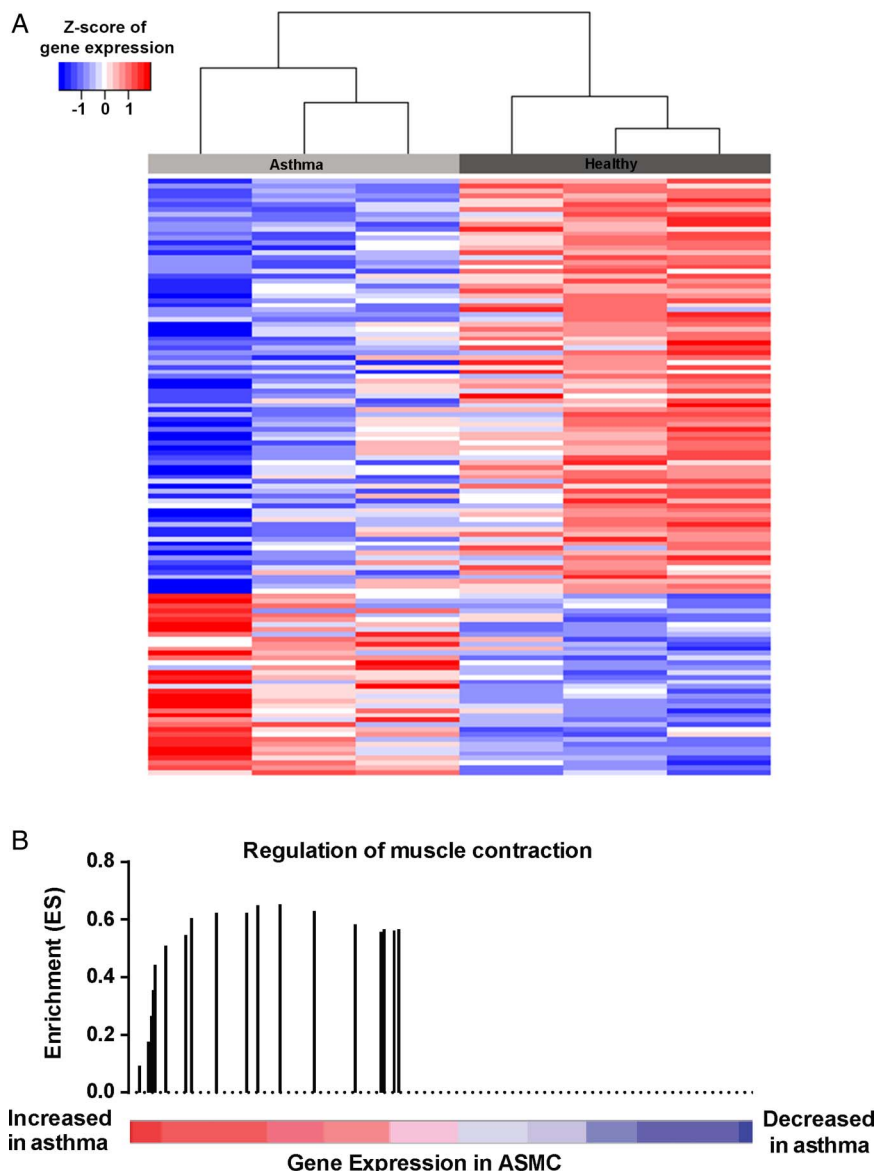 A
Z-score of
gene expression
-1 0 1
Asthma Healthy
B
Regulation of muscle contraction
Enrichment (ES)
0.8
0.6
0.4
0.2
0.0
Increased
in asthma
Decreased
in asthma
Gene Expression in ASMC